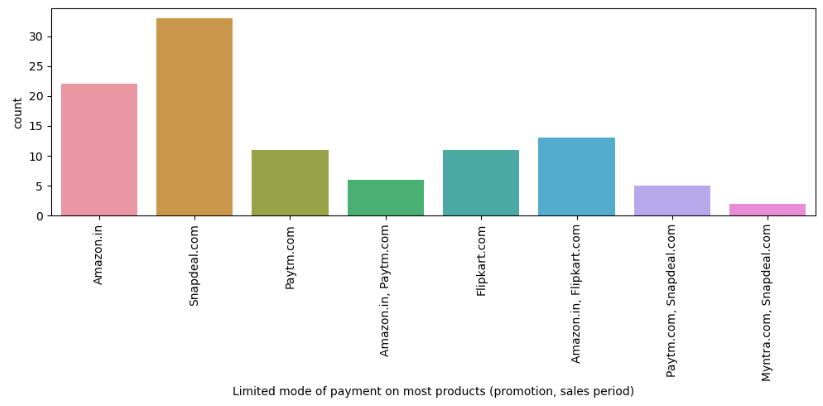 count
30
25
20
15
10
5
0
Amazon.in
Snapdeal.com
Paytm.com
Amazon.in, Paytm.com
Flipkart.com
Amazon.in, Flipkart.com
Paytm.com, Snapdeal.com
Myntra.com, Snapdeal.com
Limited mode of payment on most products (promotion, sales period)